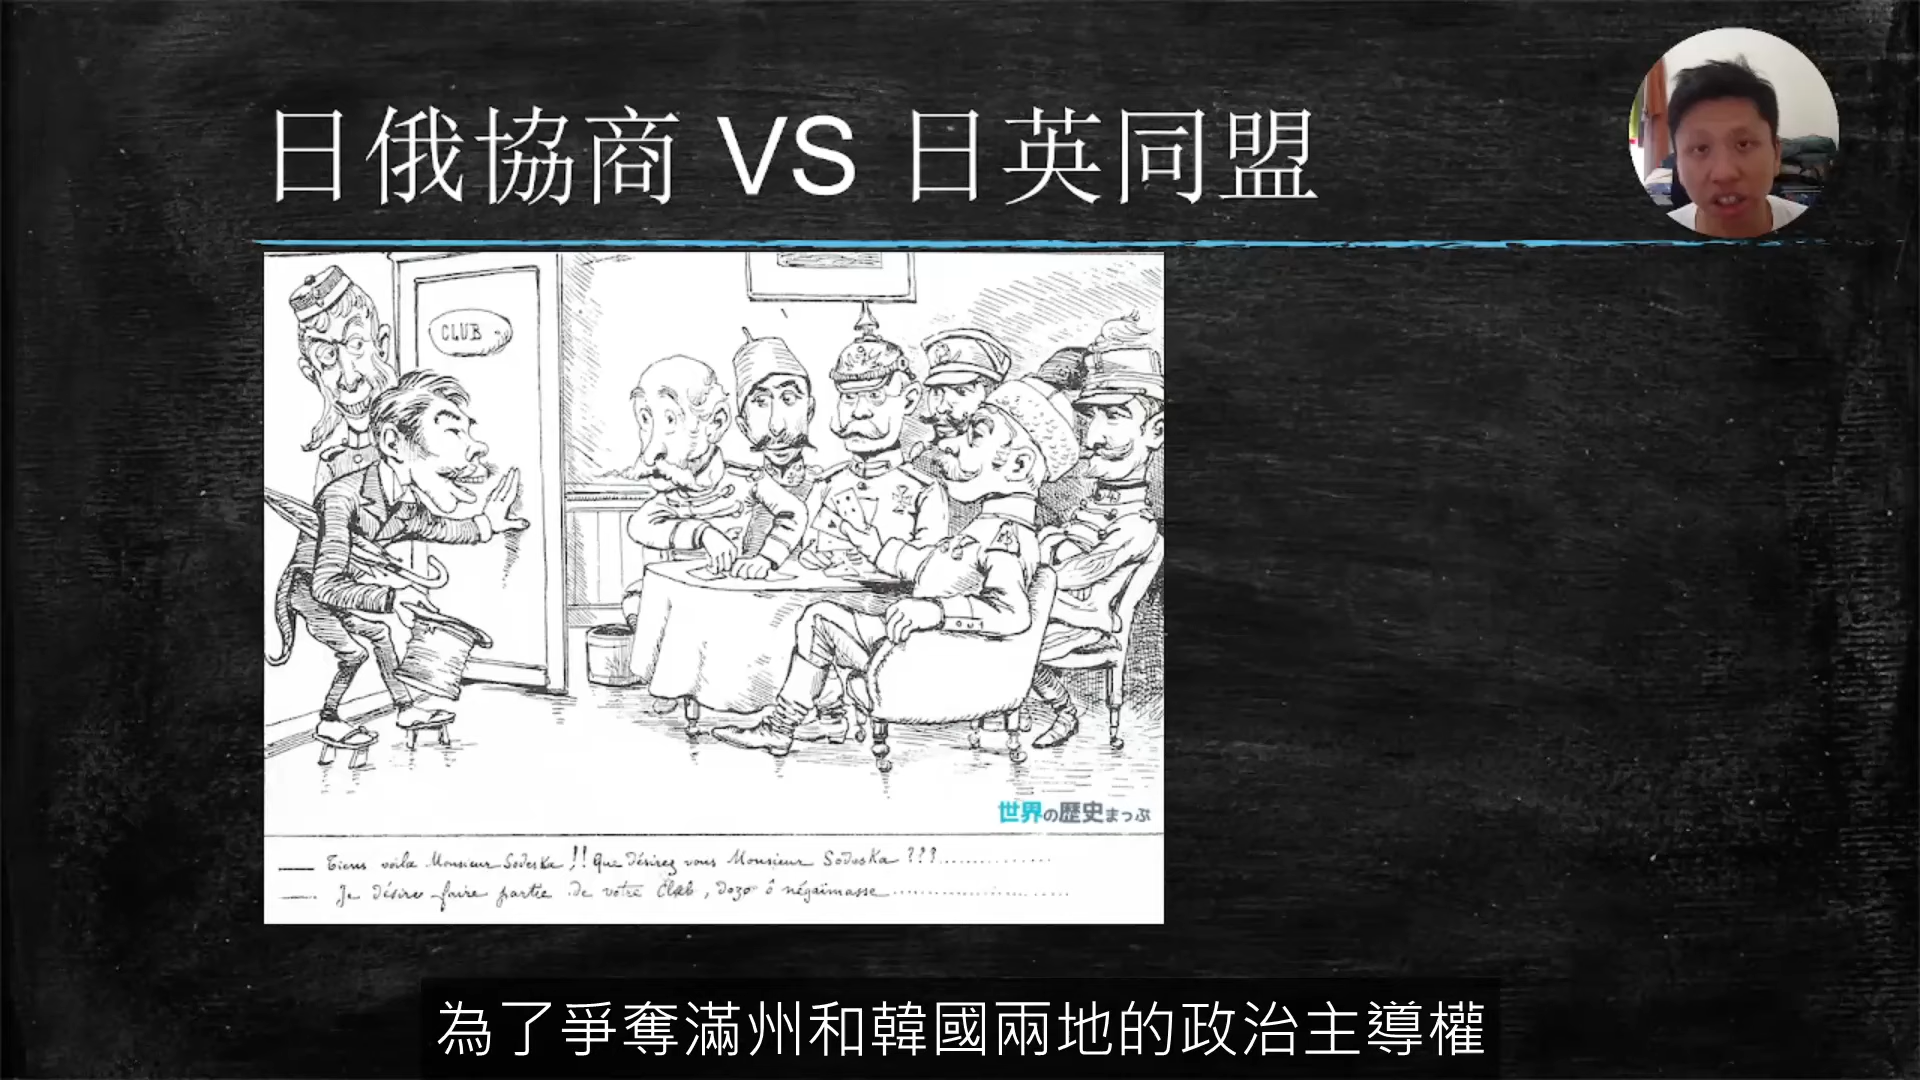 日俄協商 VS 日英同盟
CLUB
世界の歴史まっぷ
Tiens voila Monsieur Sodeska !! Que désirez vous Monsieur Sodeska ???
Je désire faire partie de votre Club, dozo ô négaimasse
為了爭奪滿州和韓國兩地的政治主導權